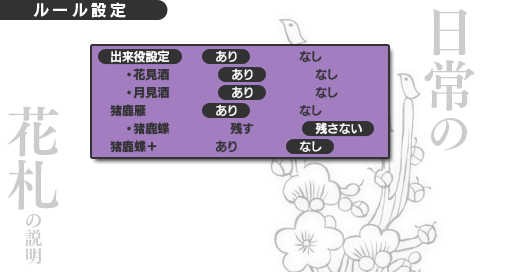 ルール設定
出来役設定 あり なし
・花見酒 あり なし
・月見酒 あり なし
猪鹿雁 あり なし
・猪鹿蝶 残す 残さない
猪鹿蝶＋ あり なし
日常の
花札の説明